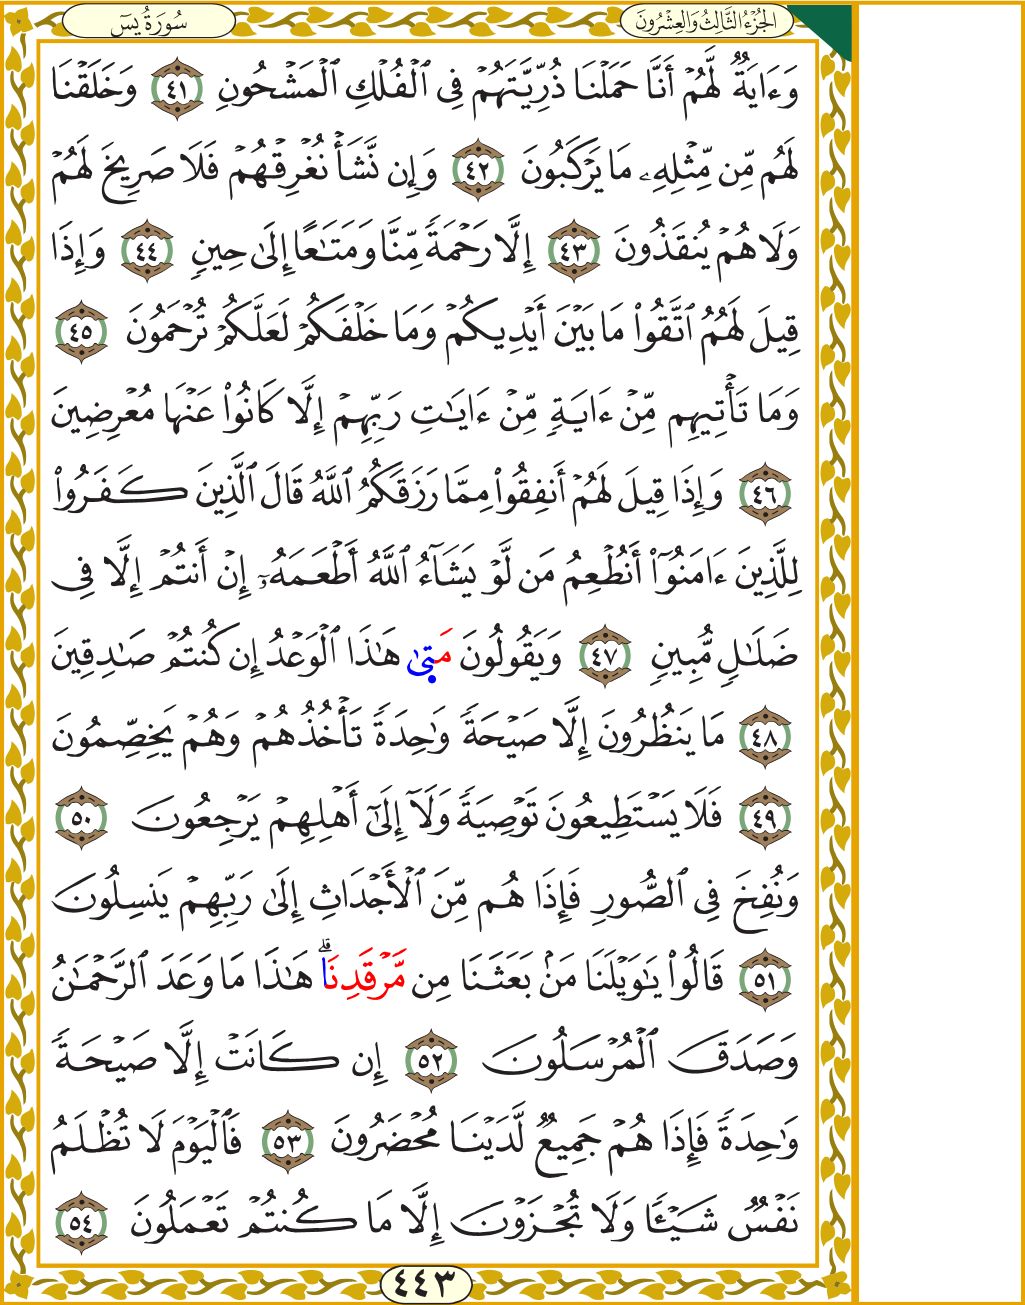 الجُزْءُ الثَّالِثُ وَالعِشْرُونَ
سُورَةُ يسٓ
وَءَايَةٌ لَّهُمْ أَنَّا حَمَلْنَا ذُرِّيَّتَهُمْ فِي ٱلْفُلْكِ ٱلْمَشْحُونِ ٤١ وَخَلَقْنَا
لَهُم مِّن مِّثْلِهِۦ مَا يَرْكَبُونَ ٤٢ وَإِن نَّشَأْ نُغْرِقْهُمْ فَلَا صَرِيخَ لَهُمْ
وَلَا هُمْ يُنقَذُونَ ٤٣ إِلَّا رَحْمَةً مِّنَّا وَمَتَـٰعًا إِلَىٰ حِينٍ ٤٤ وَإِذَا
قِيلَ لَهُمُ ٱتَّقُوا۟ مَا بَيْنَ أَيْدِيكُمْ وَمَا خَلْفَكُمْ لَعَلَّكُمْ تُرْحَمُونَ ٤٥
وَمَا تَأْتِيهِم مِّنْ ءَايَةٍ مِّنْ ءَايَـٰتِ رَبِّهِمْ إِلَّا كَانُوا۟ عَنْهَا مُعْرِضِينَ
٤٦ وَإِذَا قِيلَ لَهُمْ أَنفِقُوا۟ مِمَّا رَزَقَكُمُ ٱللَّهُ قَالَ ٱلَّذِينَ كَفَرُوا۟
لِلَّذِينَ ءَامَنُوٓا۟ أَنُطْعِمُ مَن لَّوْ يَشَآءُ ٱللَّهُ أَطْعَمَهُۥٓ إِنْ أَنتُمْ إِلَّا فِي
ضَلَـٰلٍ مُّبِينٍ ٤٧ وَيَقُولُونَ مَتَىٰ هَـٰذَا ٱلْوَعْدُ إِن كُنتُمْ صَـٰدِقِينَ
٤٨ مَا يَنظُرُونَ إِلَّا صَيْحَةً وَٰحِدَةً تَأْخُذُهُمْ وَهُمْ يَخِصِّمُونَ
٤٩ فَلَا يَسْتَطِيعُونَ تَوْصِيَةً وَلَآ إِلَىٰٓ أَهْلِهِمْ يَرْجِعُونَ ٥٠
وَنُفِخَ فِي ٱلصُّورِ فَإِذَا هُم مِّنَ ٱلْأَجْدَاثِ إِلَىٰ رَبِّهِمْ يَنسِلُونَ
٥١ قَالُوا۟ يَـٰوَيْلَنَا مَنۢ بَعَثَنَا مِن مَّرْقَدِنَاۗ هَـٰذَا مَا وَعَدَ ٱلرَّحْمَـٰنُ
وَصَدَقَ ٱلْمُرْسَلُونَ ٥٢ إِن كَانَتْ إِلَّا صَيْحَةً
وَٰحِدَةً فَإِذَا هُمْ جَمِيعٌ لَّدَيْنَا مُحْضَرُونَ ٥٣ فَٱلْيَوْمَ لَا تُظْلَمُ
نَفْسٌ شَيْـًٔا وَلَا تُجْزَوْنَ إِلَّا مَا كُنتُمْ تَعْمَلُونَ ٥٤
٤٤٣